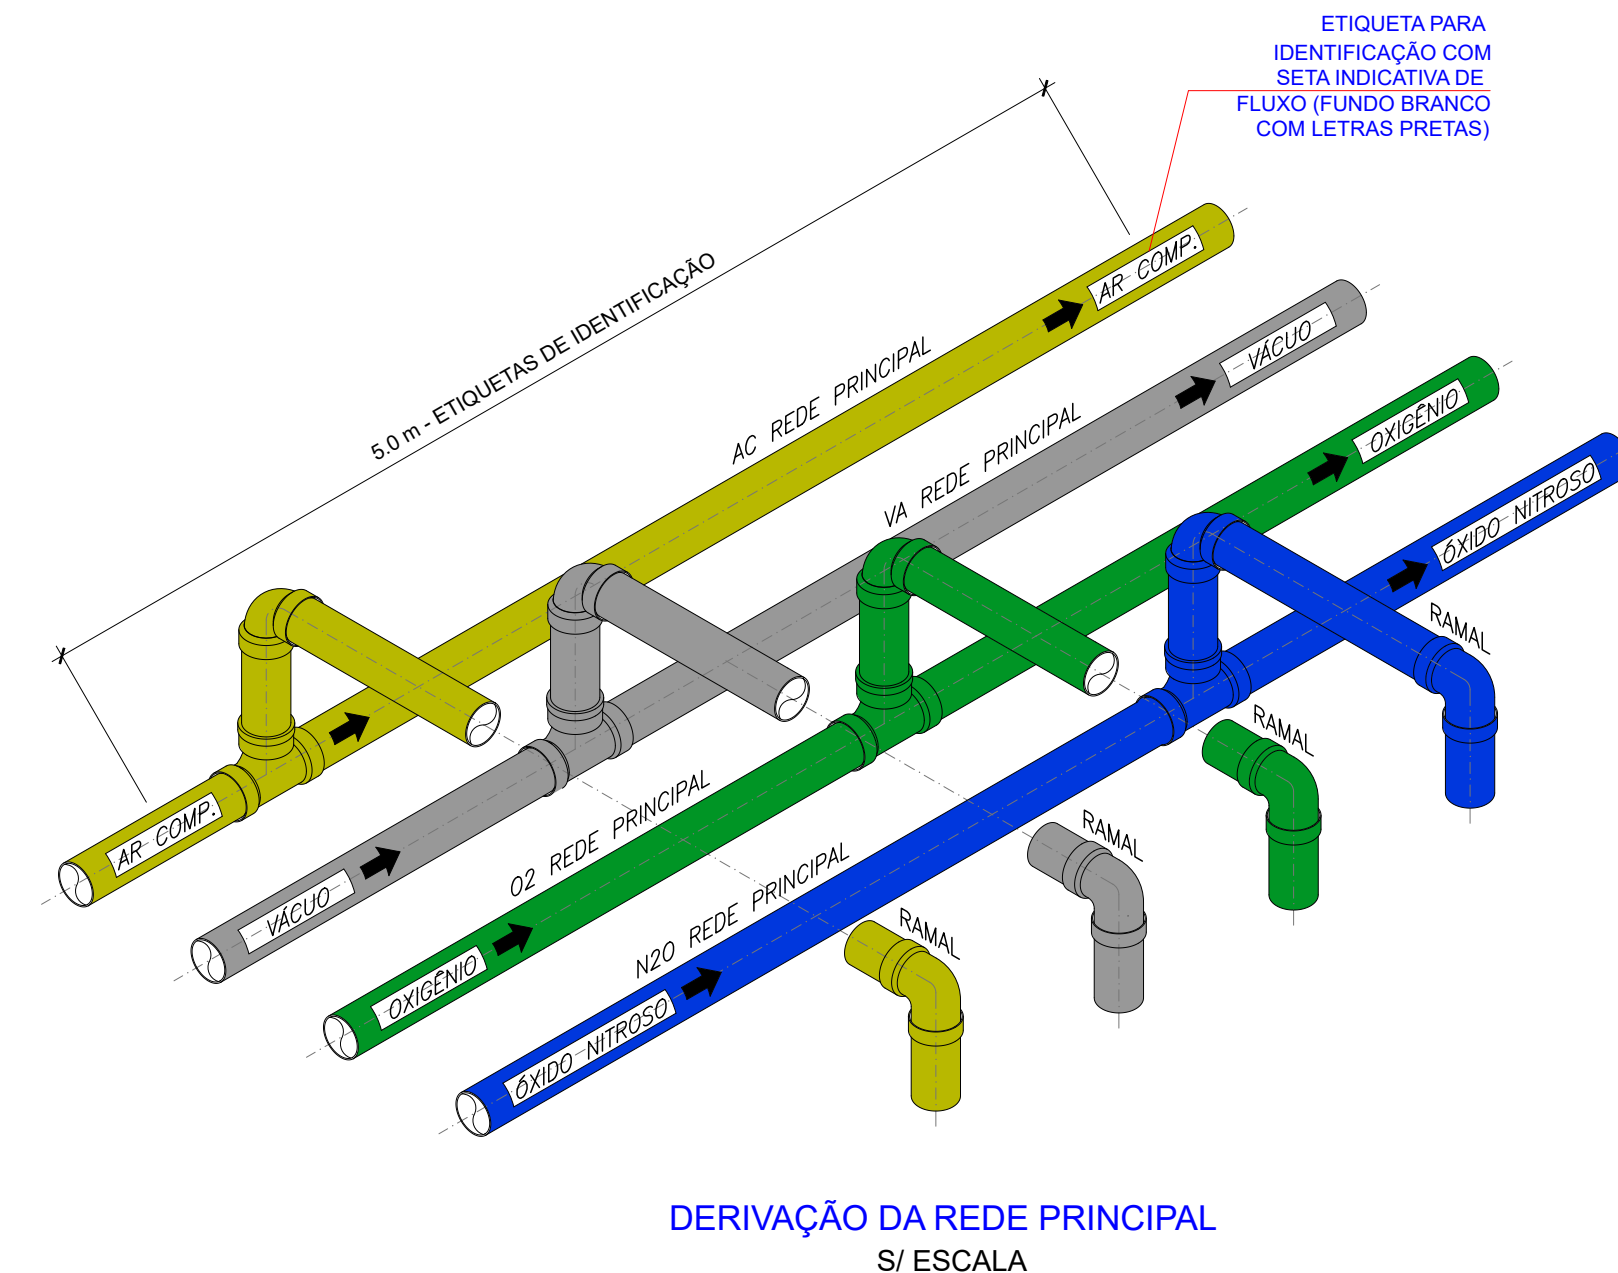 ETIQUETA PARA
IDENTIFICAÇÃO COM
SETA INDICATIVA DE
FLUXO (FUNDO BRANCO
COM LETRAS PRETAS)
5.0 m - ETIQUETAS DE IDENTIFICAÇÃO
AR COMP.
AC REDE PRINCIPAL
VÁCUO
VA REDE PRINCIPAL
OXIGÊNIO
ÓXIDO NITROSO
RAMAL
RAMAL
O2 REDE PRINCIPAL
AR COMP.
RAMAL
N2O REDE PRINCIPAL
VÁCUO
RAMAL
OXIGÊNIO
ÓXIDO NITROSO
DERIVAÇÃO DA REDE PRINCIPAL
S/ ESCALA